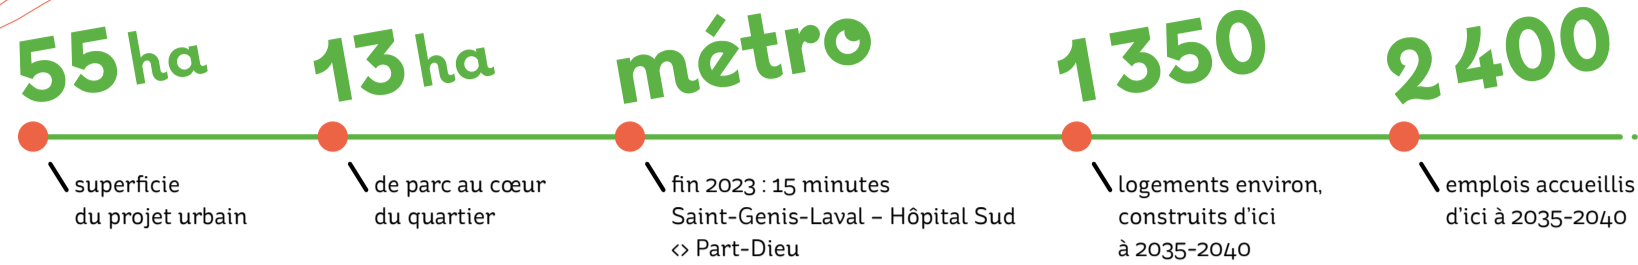 55 ha
superficie
du projet urbain
13 ha
de parc au cœur
du quartier
métro
fin 2023 : 15 minutes
Saint-Genis-Laval – Hôpital Sud
<> Part-Dieu
1 350
logements environ,
construits d'ici
à 2035-2040
2 400
emplois accueillis
d'ici à 2035-2040